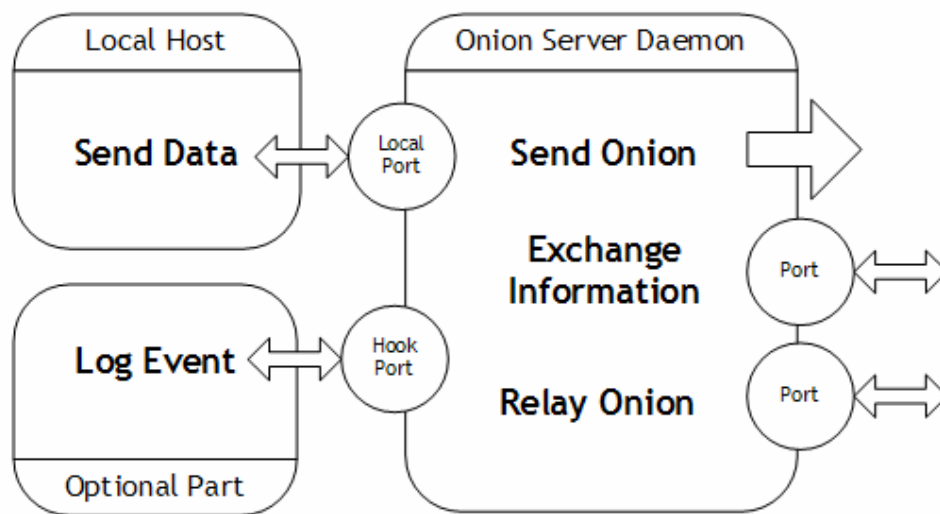 Local Host
Send Data
Log Event
Optional Part
Onion Server Daemon
Local
Port
Send Onion
Exchange
Information
Port
Hook
Port
Relay Onion
Port